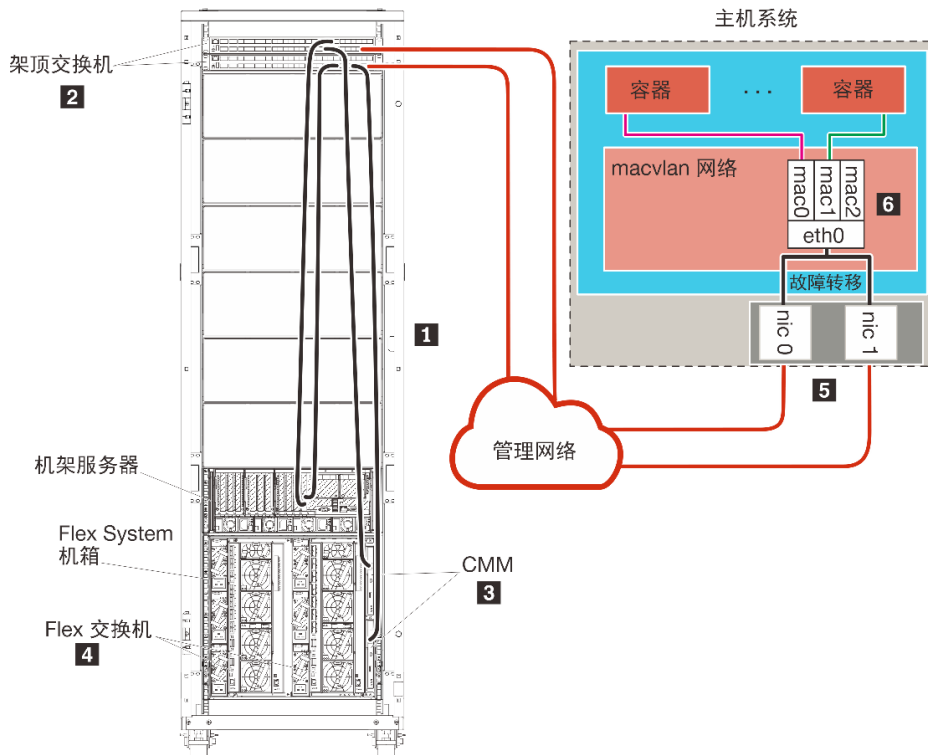 主机系统
架顶交换机
2
容器
...
容器
macvlan 网络
mac0
mac1
mac2
6
eth0
故障转移
nic 0
nic 1
1
5
管理网络
机架服务器
Flex System
机箱
CMM
3
Flex 交换机
4